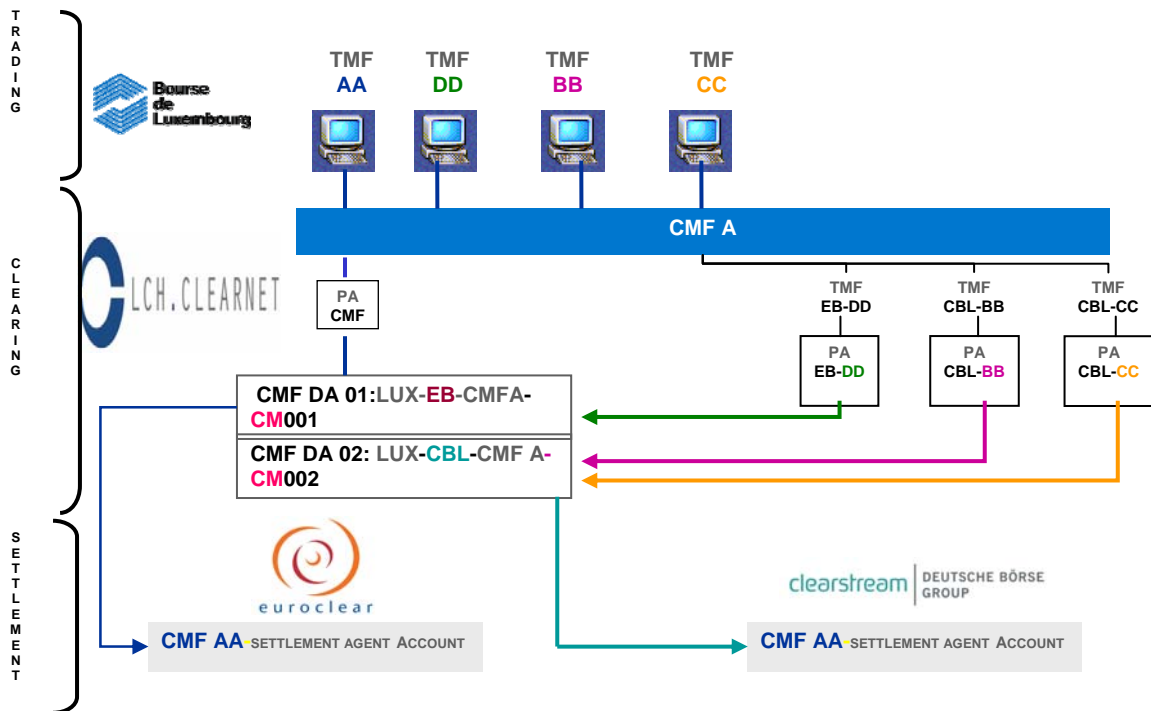 TRADING
Bourse
de
Luxembourg
TMF
AA
TMF
DD
TMF
BB
TMF
CC
CLEARING
CMF A
LCH.CLEARNET
PA
CMF
TMF
EB-DD
TMF
CBL-BB
TMF
CBL-CC
PA
EB-DD
PA
CBL-BB
PA
CBL-CC
CMF DA 01:LUX-EB-CMFA-
CM001
CMF DA 02: LUX-CBL-CMF A-
CM002
SETTLEMENT
euroclear
clearstream
DEUTSCHE BÖRSE
GROUP
CMF AA-SETTLEMENT AGENT ACCOUNT
CMF AA-SETTLEMENT AGENT ACCOUNT